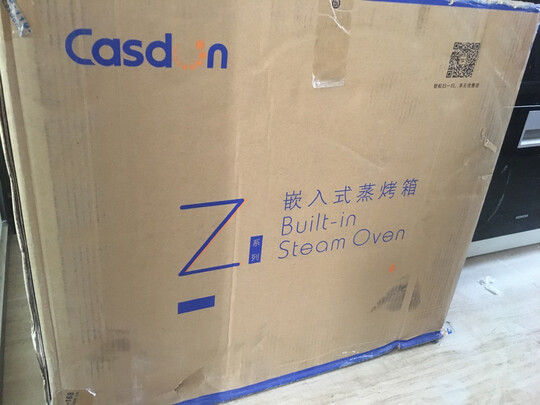 Casdon
嵌入式蒸烤箱
Z
系列
Built-in
Steam Oven